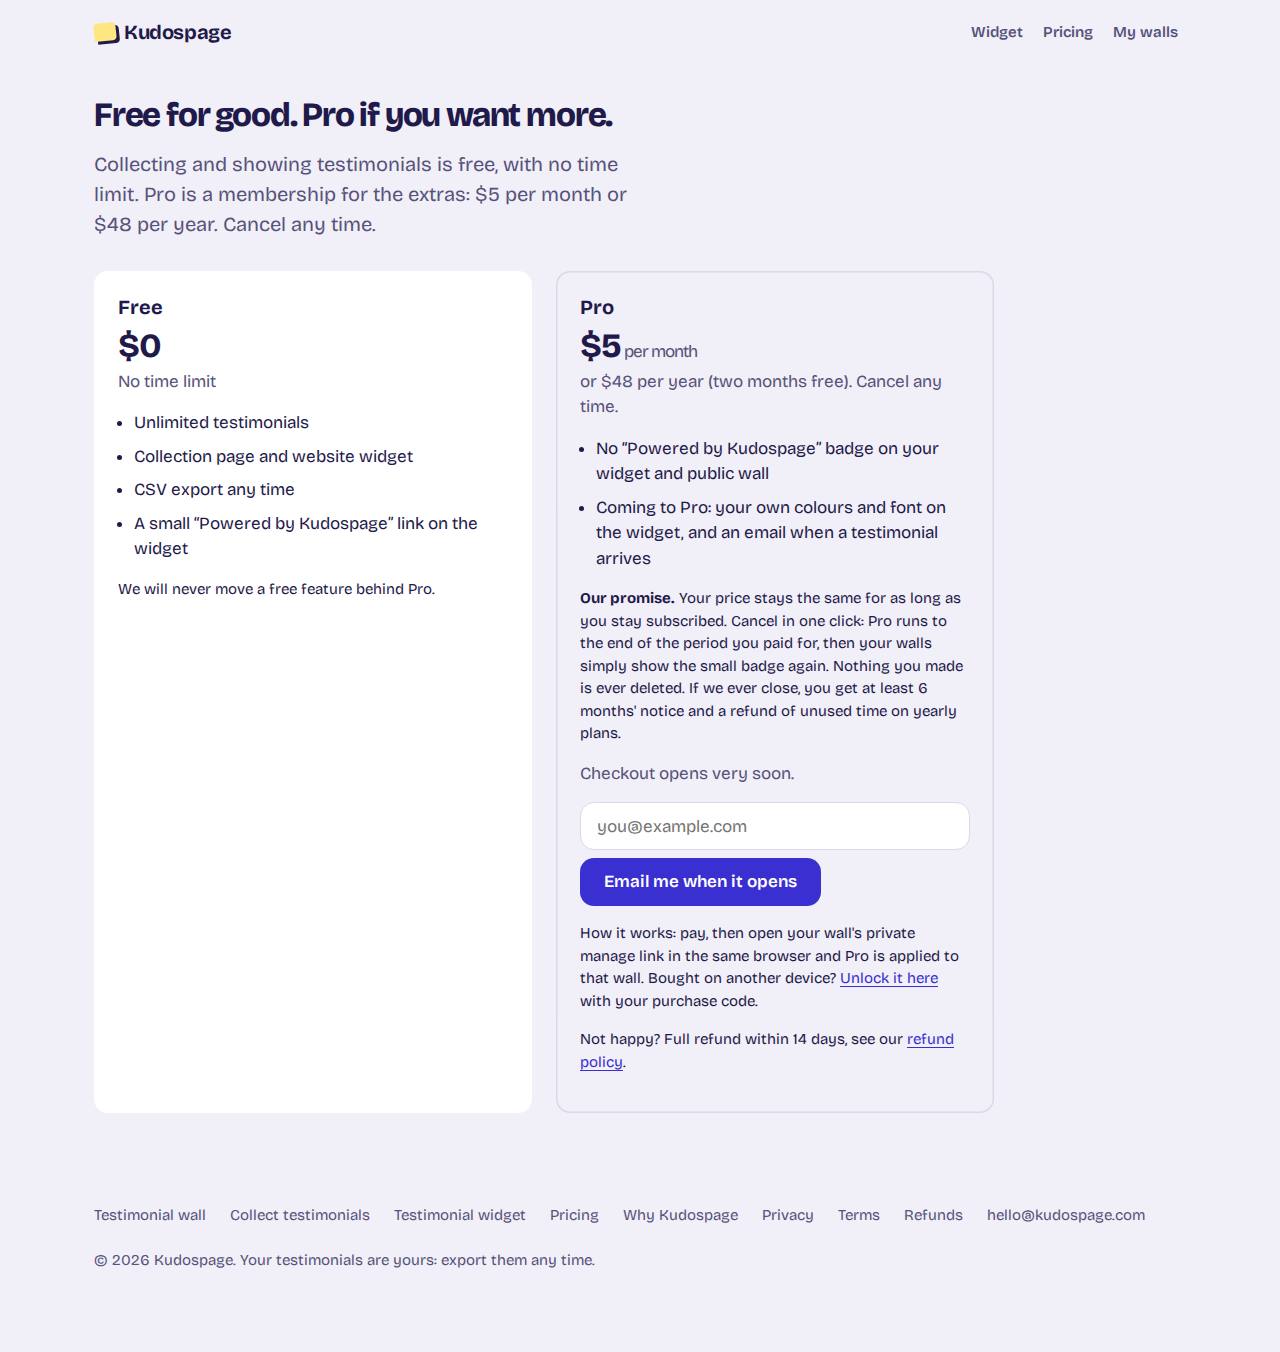 Kudospage
Widget Pricing My walls
Free for good. Pro if you want more.
Collecting and showing testimonials is free, with no time
limit. Pro is a membership for the extras: $5 per month or
$48 per year. Cancel any time.
Free
$0
No time limit
• Unlimited testimonials
• Collection page and website widget
• CSV export any time
• A small “Powered by Kudospage” link on the
widget
We will never move a free feature behind Pro.
Pro
$5 per month
or $48 per year (two months free). Cancel any
time.
• No “Powered by Kudospage” badge on your
widget and public wall
• Coming to Pro: your own colours and font on
the widget, and an email when a testimonial
arrives
Our promise. Your price stays the same for as long as
you stay subscribed. Cancel in one click: Pro runs to
the end of the period you paid for, then your walls
simply show the small badge again. Nothing you made
is ever deleted. If we ever close, you get at least 6
months' notice and a refund of unused time on yearly
plans.
Checkout opens very soon.
you@example.com
Email me when it opens
How it works: pay, then open your wall's private
manage link in the same browser and Pro is applied to
that wall. Bought on another device? Unlock it here
with your purchase code.
Not happy? Full refund within 14 days, see our refund
policy.
Testimonial wall Collect testimonials Testimonial widget Pricing Why Kudospage Privacy Terms Refunds hello@kudospage.com
© 2026 Kudospage. Your testimonials are yours: export them any time.